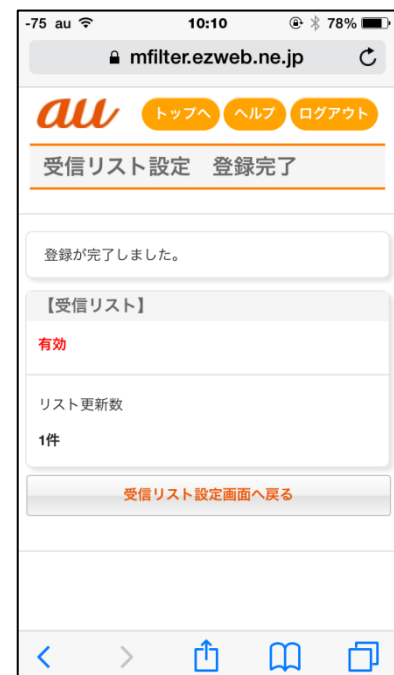 -75 au 10:10 78%
mfilter.ezweb.ne.jp
au トップへ ヘルプ ログアウト
受信リスト設定　登録完了
登録が完了しました。
【受信リスト】
有効
リスト更新数
1件
受信リスト設定画面へ戻る